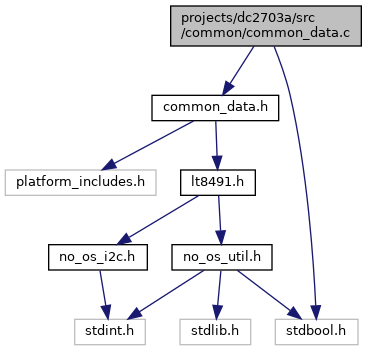 projects/dc2703a/src
/common/common_data.c
common_data.h
platform_includes.h
lt8491.h
no_os_i2c.h
no_os_util.h
stdint.h
stdlib.h
stdbool.h